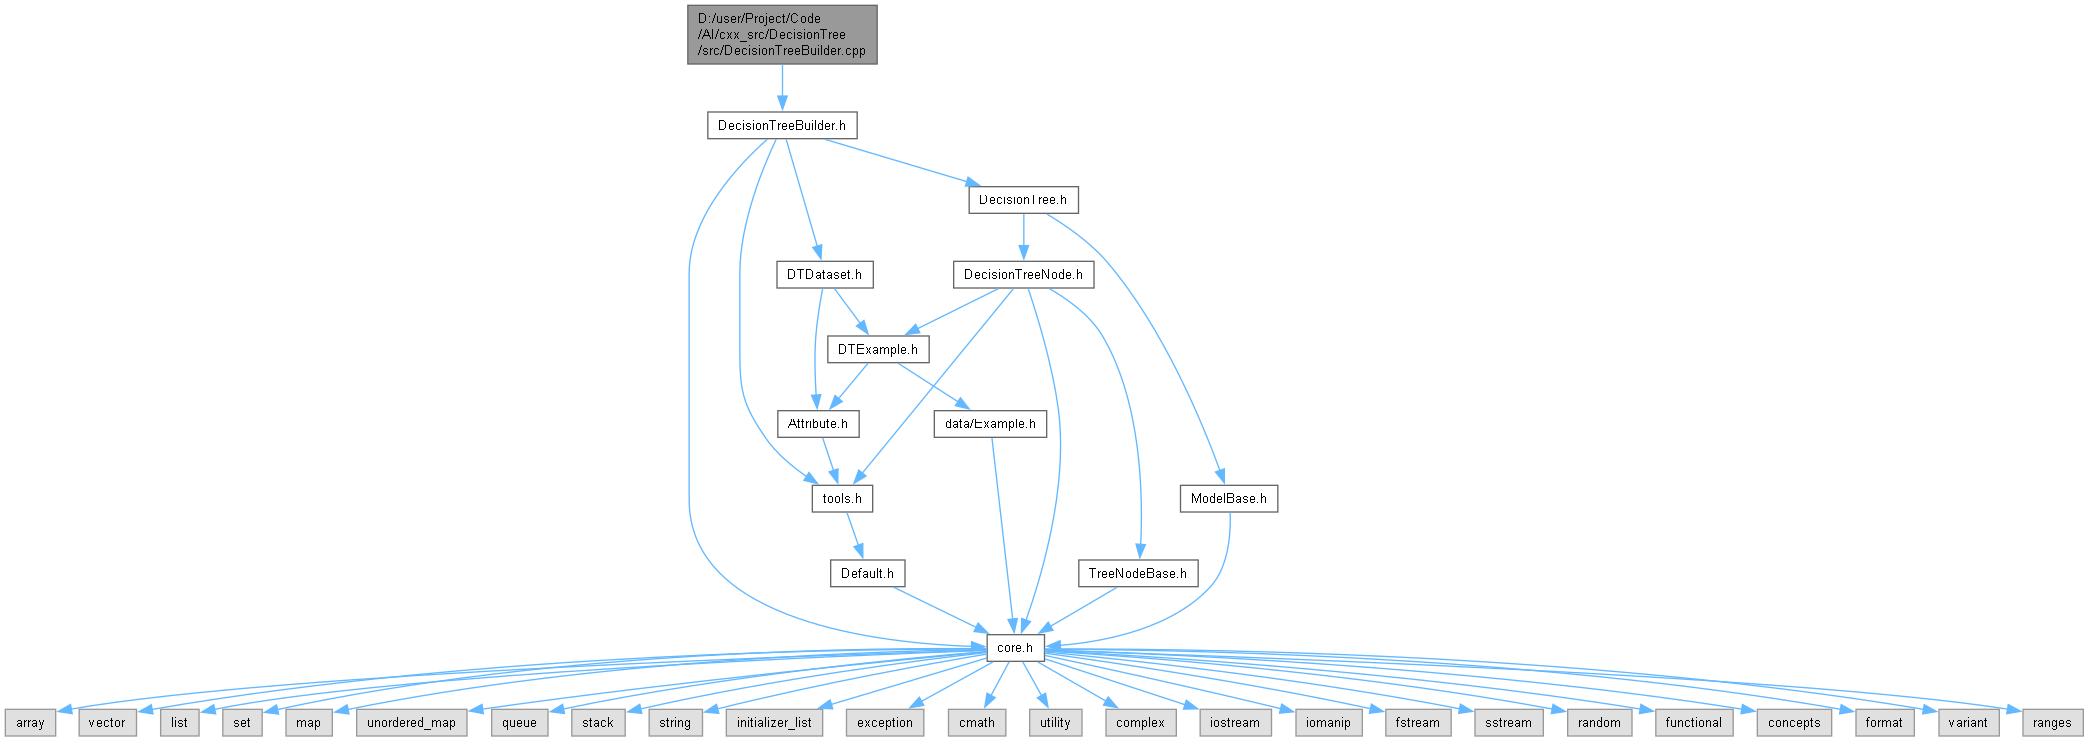 D:/user/Project/Code
/AI/cxx_src/DecisionTree
/src/DecisionTreeBuilder.cpp
DecisionTreeBuilder.h
DecisionTree.h
DTDataset.h
DecisionTreeNode.h
DTExample.h
Attribute.h
data/Example.h
tools.h
ModelBase.h
Default.h
TreeNodeBase.h
core.h
array
vector
list
set
map
unordered_map
queue
stack
string
initializer_list
exception
cmath
utility
complex
iostream
iomanip
fstream
sstream
random
functional
concepts
format
variant
ranges